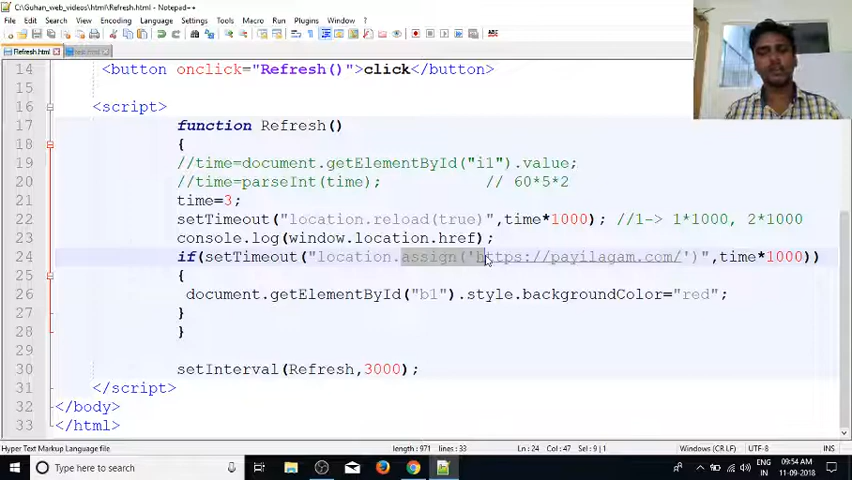 C:\Guhan_web_videos\html\Refresh.html - Notepad++
File Edit Search View Encoding Language Settings Tools Macro Run Plugins Window ?
Refresh.html
14 <button onclick="Refresh()">click</button>
15
16 <script>
17 function Refresh()
18 {
19 //time=document.getElementById("i1").value;
20 //time=parseInt(time); // 60*5*2
21 time=3;
22 setTimeout("location.reload(true)",time*1000); //1-> 1*1000, 2*1000
23 console.log(window.location.href);
24 if(setTimeout("location.assign('https://payilagam.com/')",time*1000))
25 {
26 document.getElementById("b1").style.backgroundColor="red";
27 }
28 }
29
30 setInterval(Refresh,3000);
31 </script>
32 </body>
33 </html>
Hyper Text Markup Language file length : 971 lines : 33 Ln : 24 Col : 47 Sel : 9 | 1 Windows (CR LF) UTF-8 INS
Type here to search
ENG 09:54 AM
IN 11-09-2018